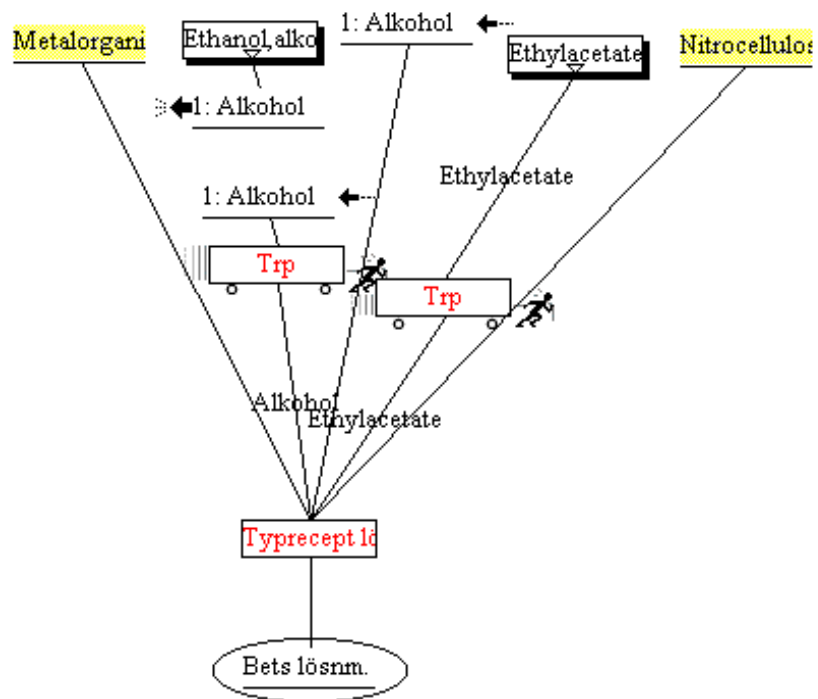 Metalorgani
Ethanol,alko
1: Alkohol
Ethylacetate
Nitrocellulos
1: Alkohol
Ethylacetate
1: Alkohol
Trp
Trp
Alkohol
Ethylacetate
Typrecept lö
Bets lösnm.